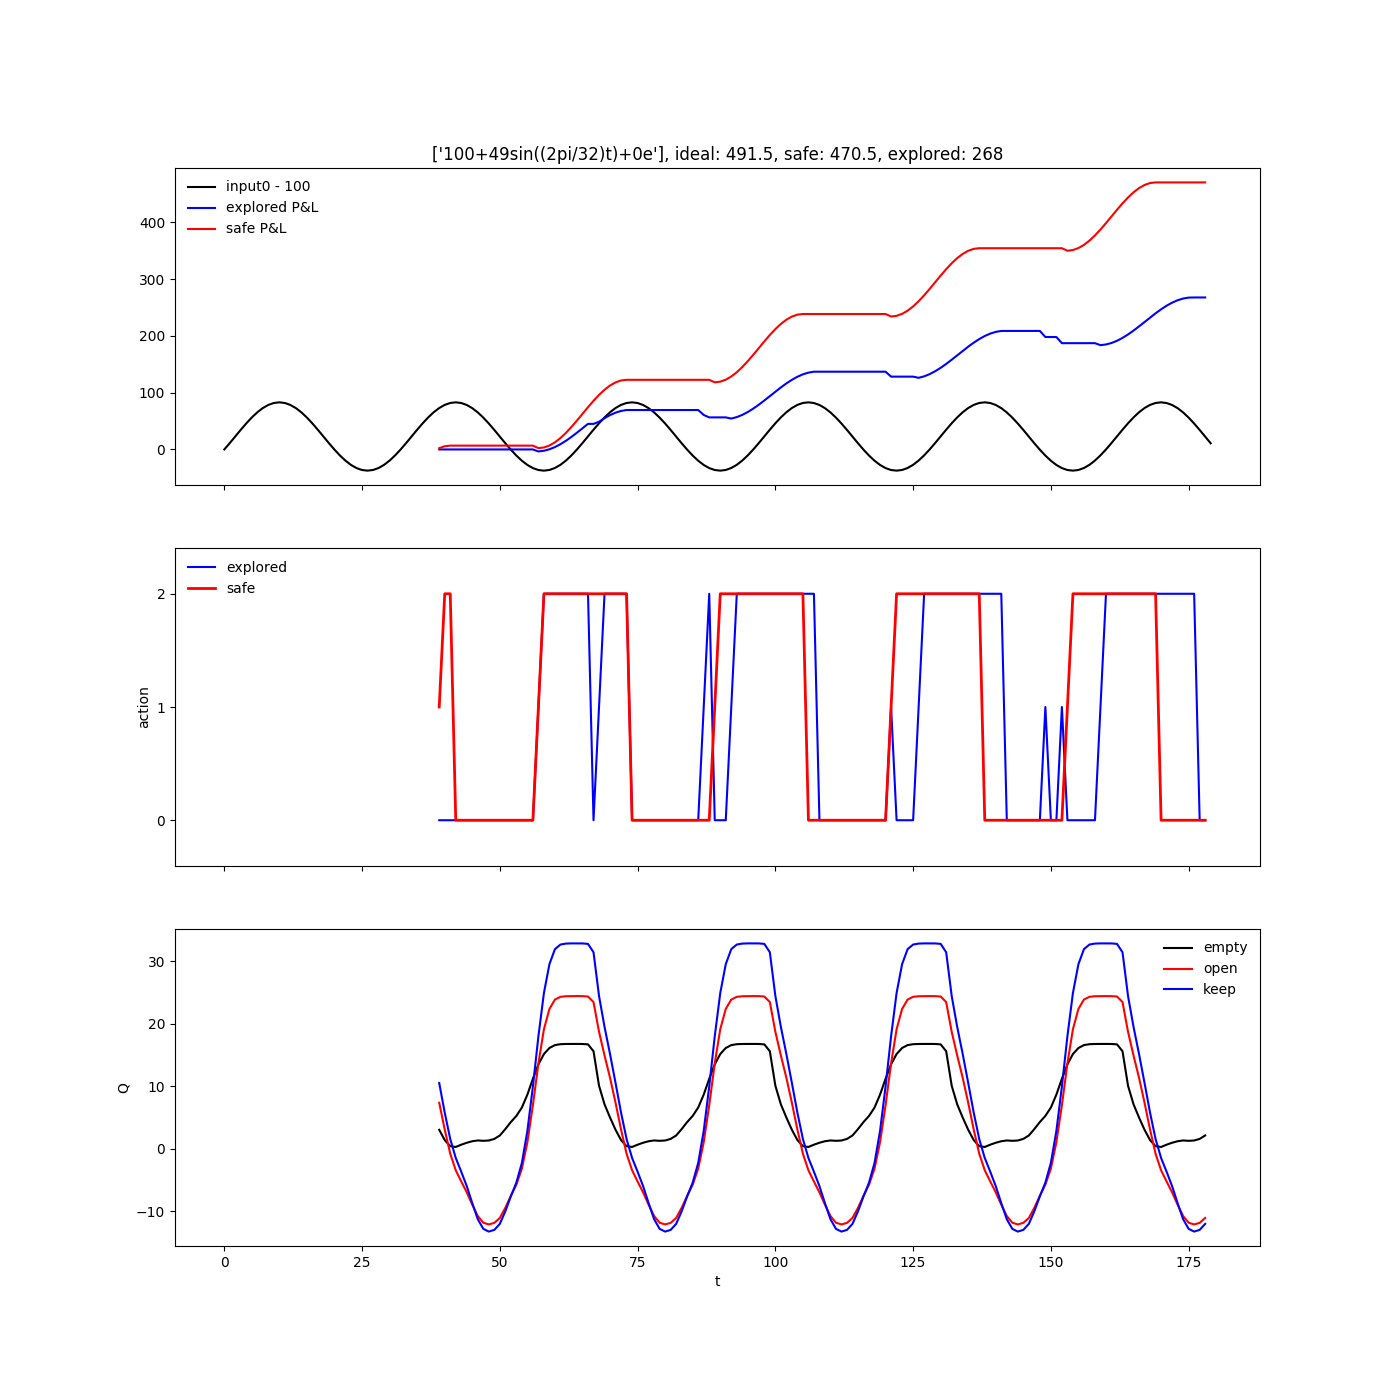 ['100+49sin((2pi/32)t)+0e'], ideal: 491.5, safe: 470.5, explored: 268
input0 - 100
explored P&L
safe P&L
400
300
200
100
0
explored
safe
2
1
0
action
empty
open
keep
30
20
10
0
−10
Q
0 25 50 75 100 125 150 175
t